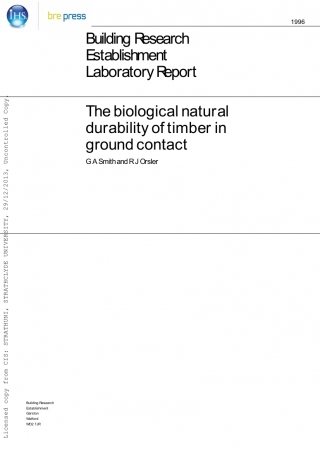 IHS
bre press
1996
Building Research
Establishment
Laboratory Report
The biological natural
durability of timber in
ground contact
G A Smith and R J Orsler
Licensed copy from CIS: STRATHUNI, STRATHCLYDE UNIVERSITY, 29/12/2013, Uncontrolled Copy,
Building Research
Establishment
Garston
Watford
WD2 7JR